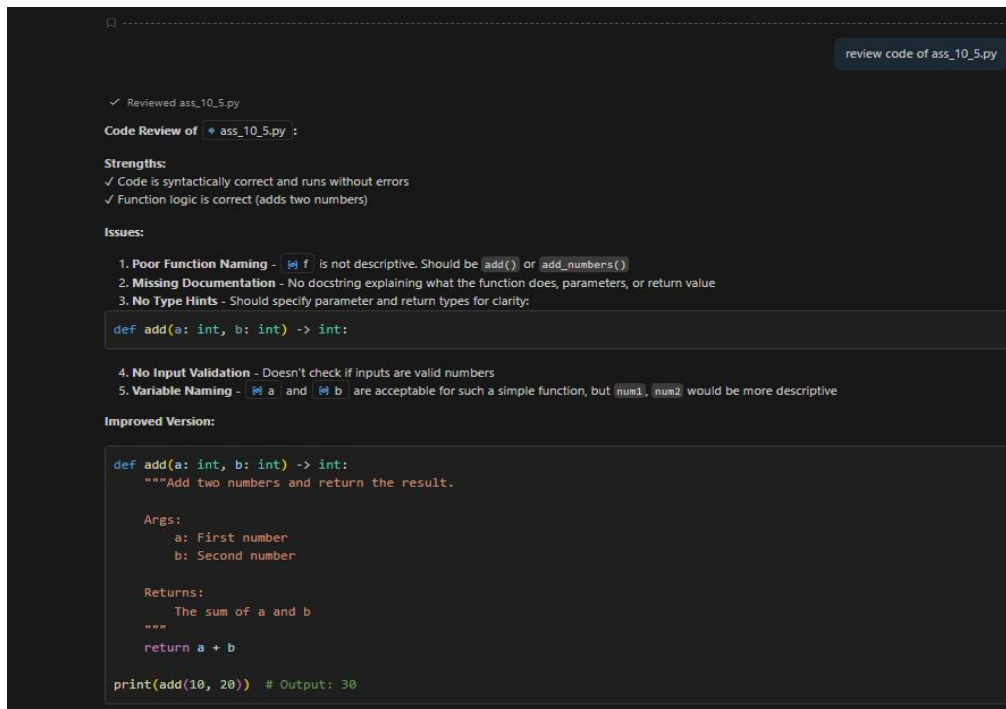 review code of ass_10_5.py
Reviewed ass_10_5.py
Code Review of ass_10_5.py :
Strengths:
✓ Code is syntactically correct and runs without errors
✓ Function logic is correct (adds two numbers)
Issues:
1. Poor Function Naming - f is not descriptive. Should be add() or add_numbers()
2. Missing Documentation - No docstring explaining what the function does, parameters, or return value
3. No Type Hints - Should specify parameter and return types for clarity:
def add(a: int, b: int) -> int:
4. No Input Validation - Doesn't check if inputs are valid numbers
5. Variable Naming - a and b are acceptable for such a simple function, but num1, num2 would be more descriptive
Improved Version:
def add(a: int, b: int) -> int:
"""Add two numbers and return the result.
Args:
a: First number
b: Second number
Returns:
The sum of a and b
"""
return a + b
print(add(10, 20)) # Output: 30